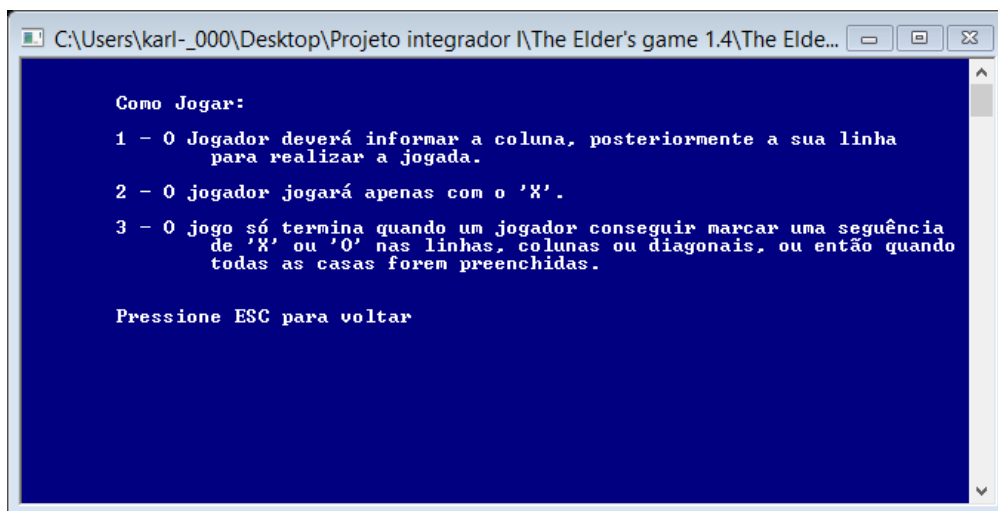 C:\Users\karl-_000\Desktop\Projeto integrador I\The Elder's game 1.4\The Elde...
Como Jogar:
1 - O Jogador deverá informar a coluna, posteriormente a sua linha
para realizar a jogada.
2 - O jogador jogará apenas com o 'X'.
3 - O jogo só termina quando um jogador conseguir marcar uma seguência
de 'X' ou 'O' nas linhas, colunas ou diagonais, ou então quando
todas as casas forem preenchidas.
Pressione ESC para voltar